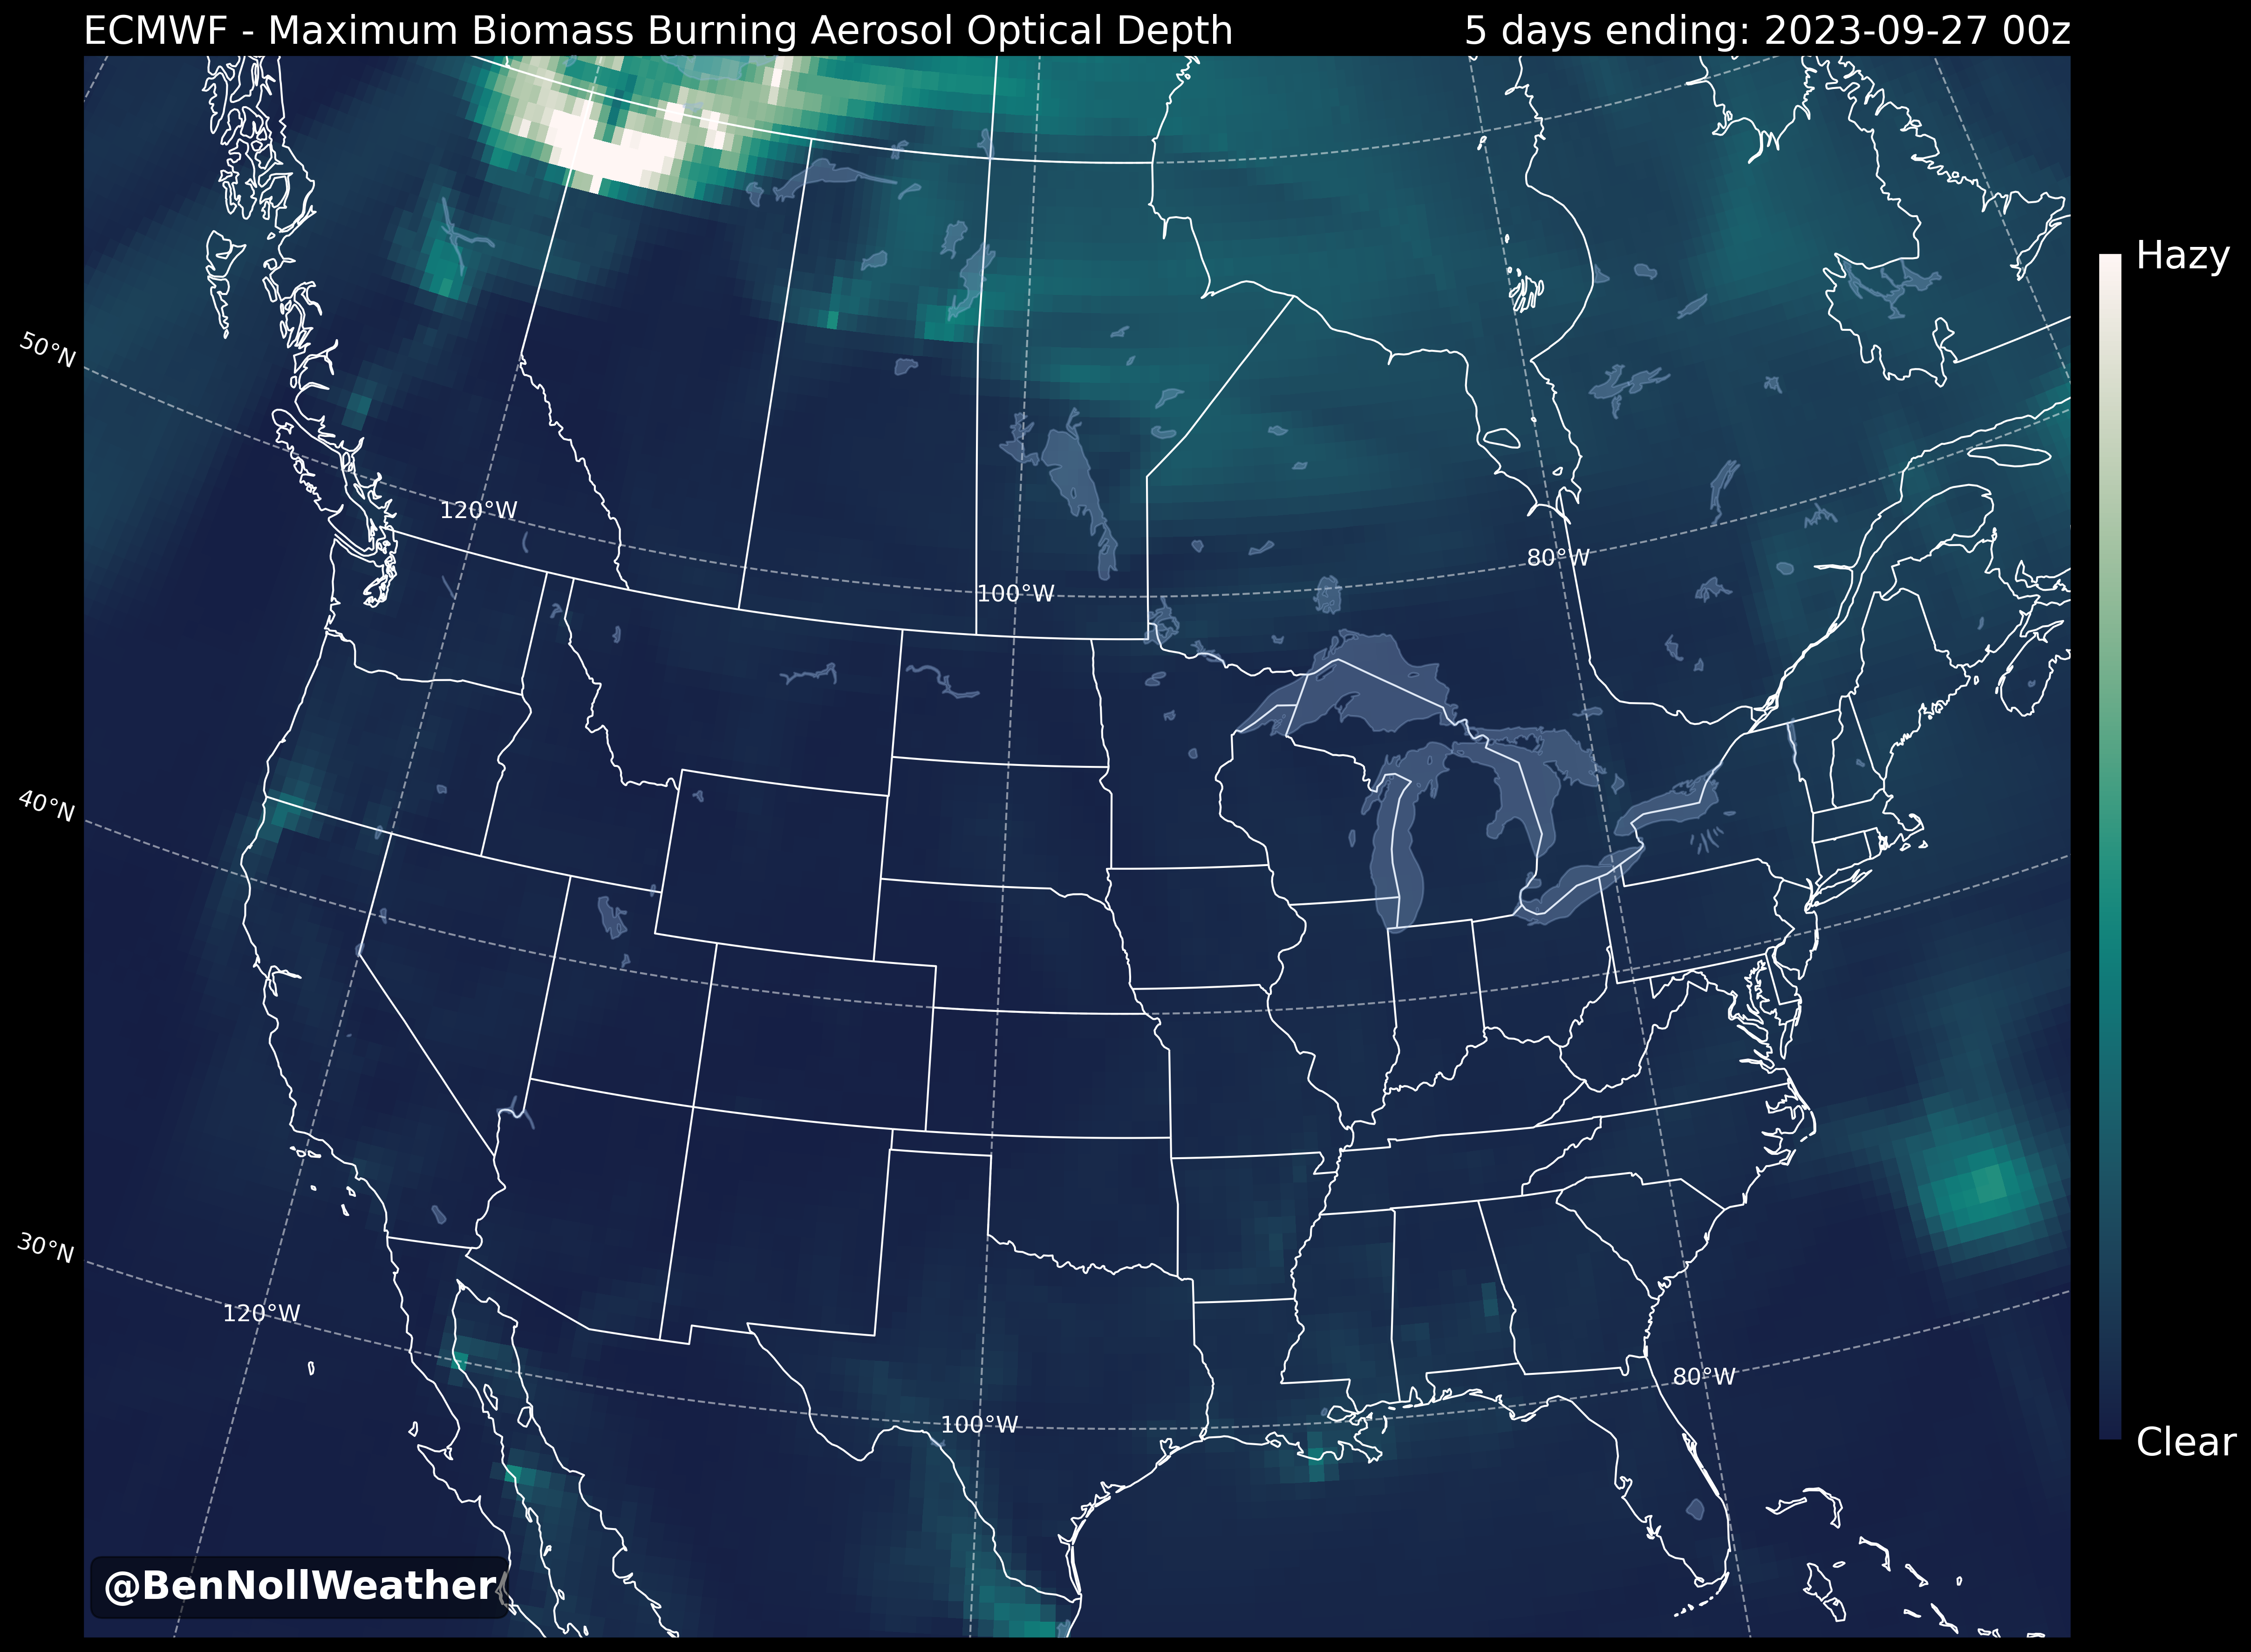 ECMWF - Maximum Biomass Burning Aerosol Optical Depth
5 days ending: 2023-09-27 00z
Hazy
50°N
120°W
80°W
100°W
40°N
30°N
120°W
80°W
100°W
Clear
@BenNollWeather